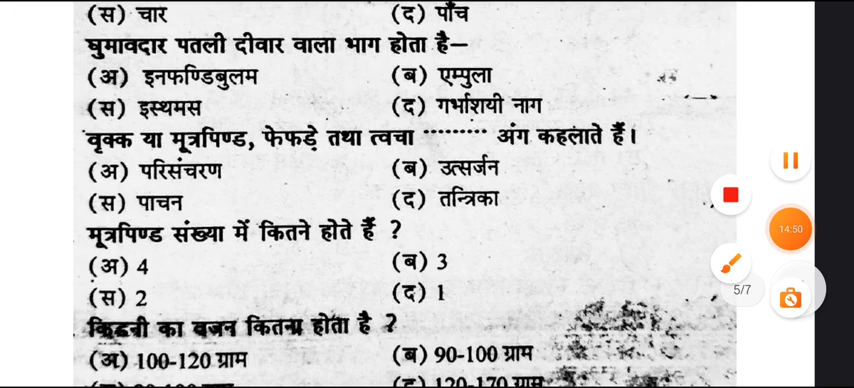 (स) चार (द) पाँच
घुमावदार पतली दीवार वाला भाग होता है—
(अ) इनफण्डिबुलम (ब) एम्पुला
(स) इस्थमस (द) गर्भाशयी नाग
वृक्क या मूत्रपिण्ड, फेफड़े तथा त्वचा ········· अंग कहलाते हैं।
(अ) परिसंचरण (ब) उत्सर्जन
(स) पाचन (द) तन्त्रिका
मूत्रपिण्ड संख्या में कितने होते हैं ?
(अ) 4 (ब) 3
(स) 2 (द) 1
किडनी का वजन कितना होता है ?
(अ) 100-120 ग्राम (ब) 90-100 ग्राम
(द) 120-170 ग्राम
14:50
5/7